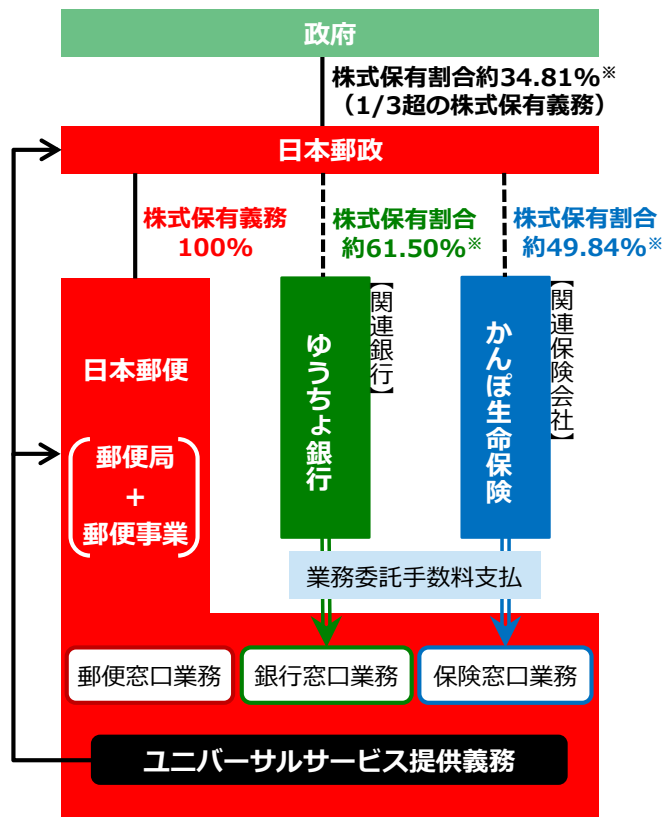 政府
株式保有割合約34.81%※
（1/3超の株式保有義務）
日本郵政
株式保有義務
100%
株式保有割合
約61.50%※
株式保有割合
約49.84%※
日本郵便
郵便局
+
郵便事業
ゆうちょ銀行
【関連銀行】
かんぽ生命保険
【関連保険会社】
業務委託手数料支払
郵便窓口業務
銀行窓口業務
保険窓口業務
ユニバーサルサービス提供義務